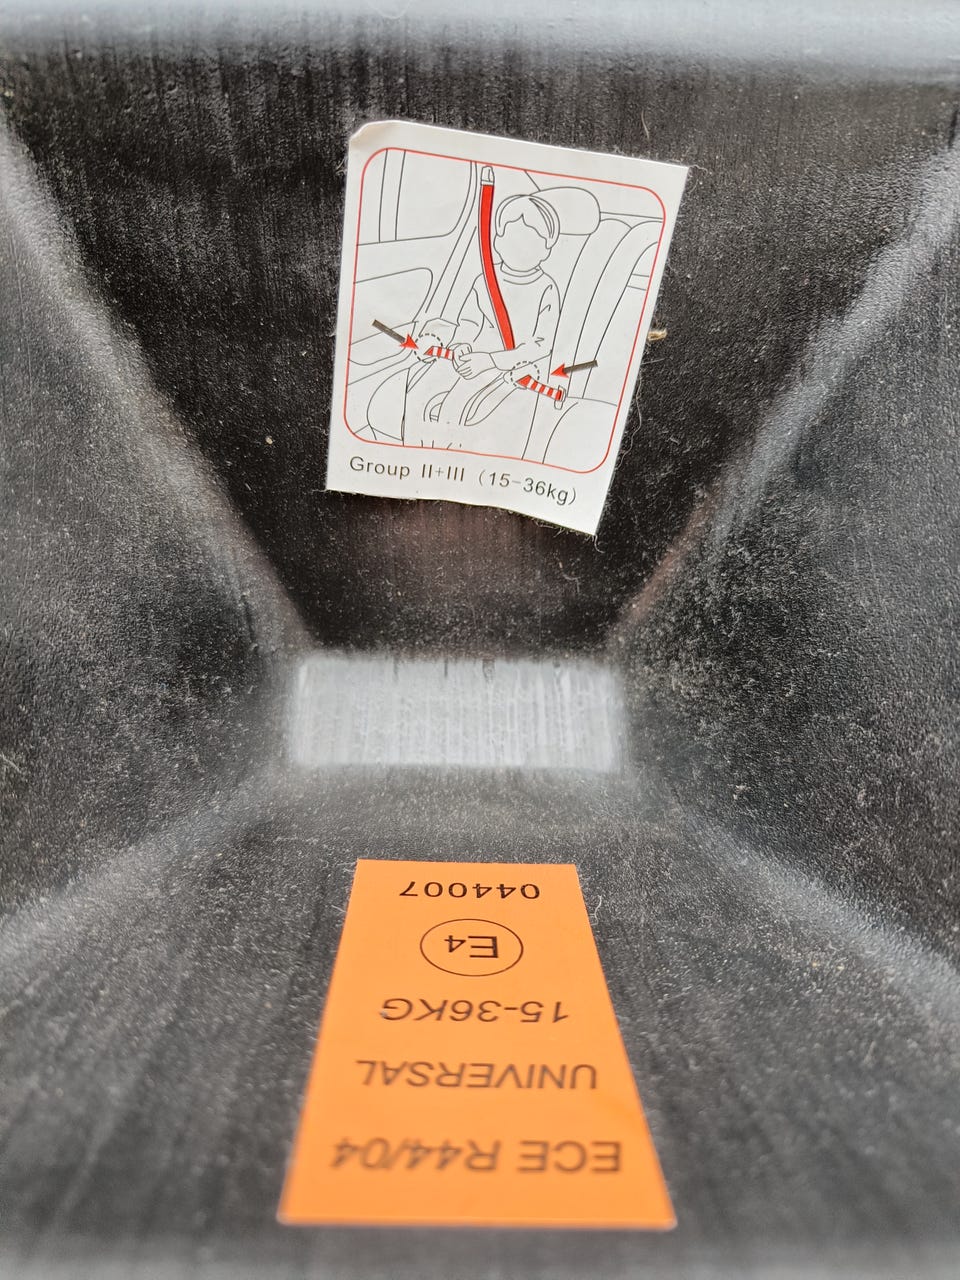 Group II+III (15-36kg)
ECE R44/04
UNIVERSAL
15-36KG
E4
044007